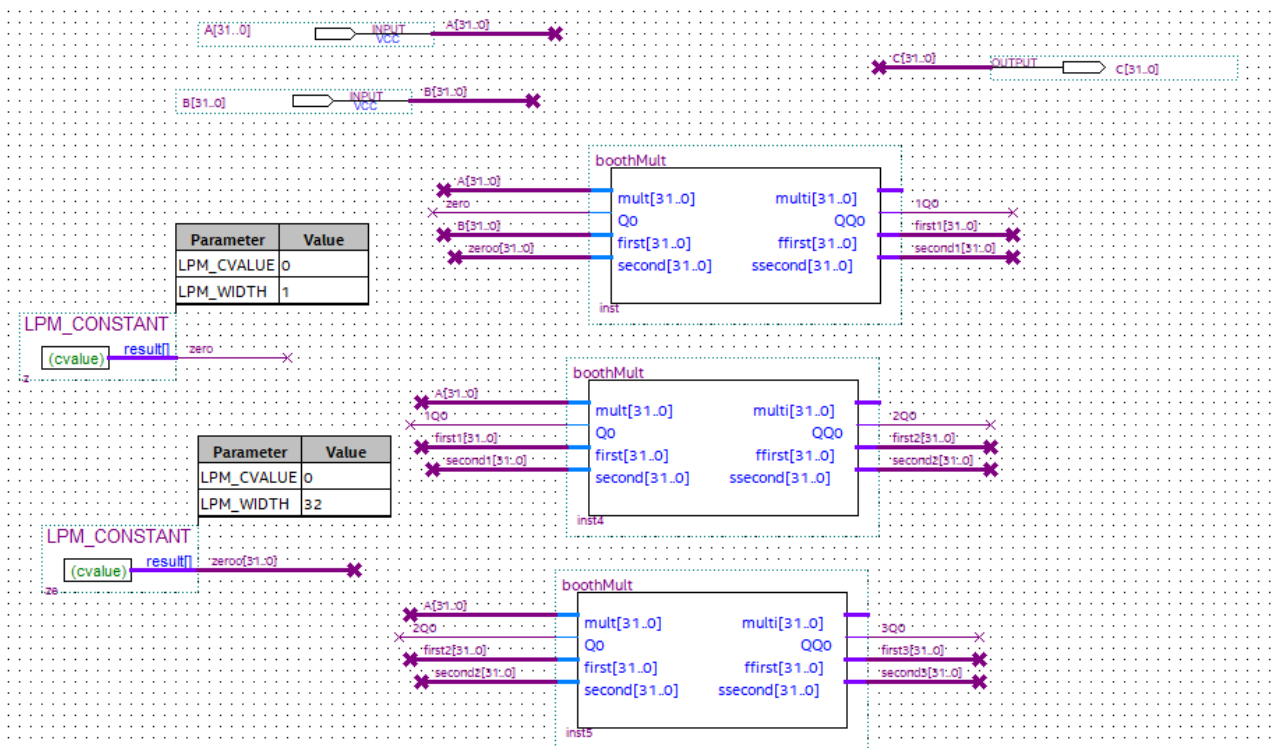 A[31..0] INPUT VCC A[31..0]
C[31..0] OUTPUT C[31..0]
B[31..0] INPUT VCC B[31..0]
boothMult
A[31..0] mult[31..0] multi[31..0]
zero Qo QQo 1Q0
B[31..0] first[31..0] ffirst[31..0] first1[31..0]
zeroo[31..0] second[31..0] ssecond[31..0] second1[31..0]
inst
Parameter Value
LPM_CVALUE 0
LPM_WIDTH 1
LPM_CONSTANT
(cvalue) result[] zero
z
boothMult
A[31..0] mult[31..0] multi[31..0]
1Q0 Qo QQo 2Q0
first1[31..0] first[31..0] ffirst[31..0] first2[31..0]
second1[31..0] second[31..0] ssecond[31..0] second2[31..0]
inst4
Parameter Value
LPM_CVALUE 0
LPM_WIDTH 32
LPM_CONSTANT
(cvalue) result[] zeroo[31..0]
ze
boothMult
A[31..0] mult[31..0] multi[31..0]
2Q0 Qo QQo 3Q0
first2[31..0] first[31..0] ffirst[31..0] first3[31..0]
second2[31..0] second[31..0] ssecond[31..0] second3[31..0]
inst5